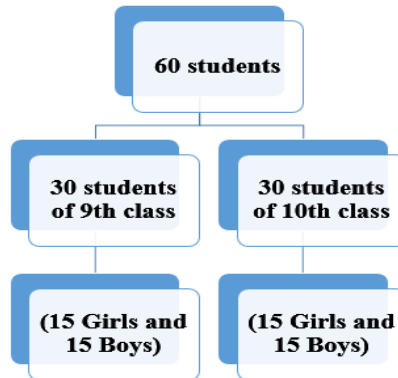 60 students
30 students
of 9th class
30 students
of 10th class
(15 Girls and
15 Boys)
(15 Girls and
15 Boys)